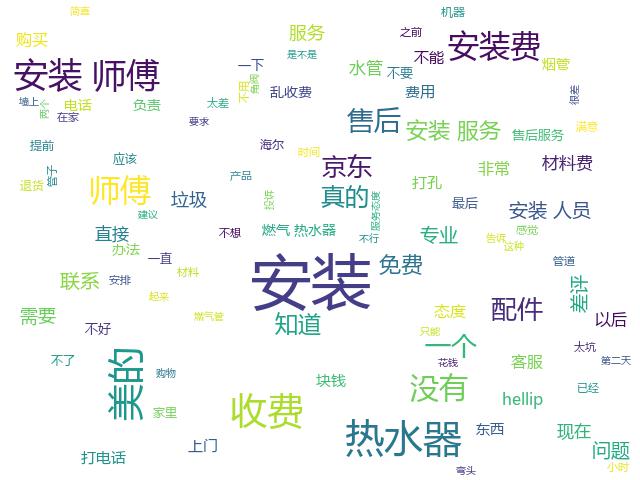 简直
机器
购买
服务
之前
安装费
是不是
不能
安装 师傅
一下
水管
烟管
不要
不用
角阀
乱收费
费用
很差
墙上
两个
电话
负责
太差
在家
要求
售后
安装 服务
售后服务
满意
提前
应该
海尔
时间
京东
材料费
管子
退货
产品
非常
打孔
师傅
垃圾
投诉
真的
服务态度
最后
安装 人员
建议
直接
不想
燃气 热水器
不行
专业
感觉
告诉
这种
办法
一直
安装
免费
管道
联系
安排
材料
差评
起来
需要
燃气管
知道
态度
配件
以后
不好
只能
一个
太坑
不了
美的
购物
花钱
客服
第二天
块钱
没有
hellip
已经
家里
收费
热水器
东西
现在
打电话
上门
问题
弯头
小时